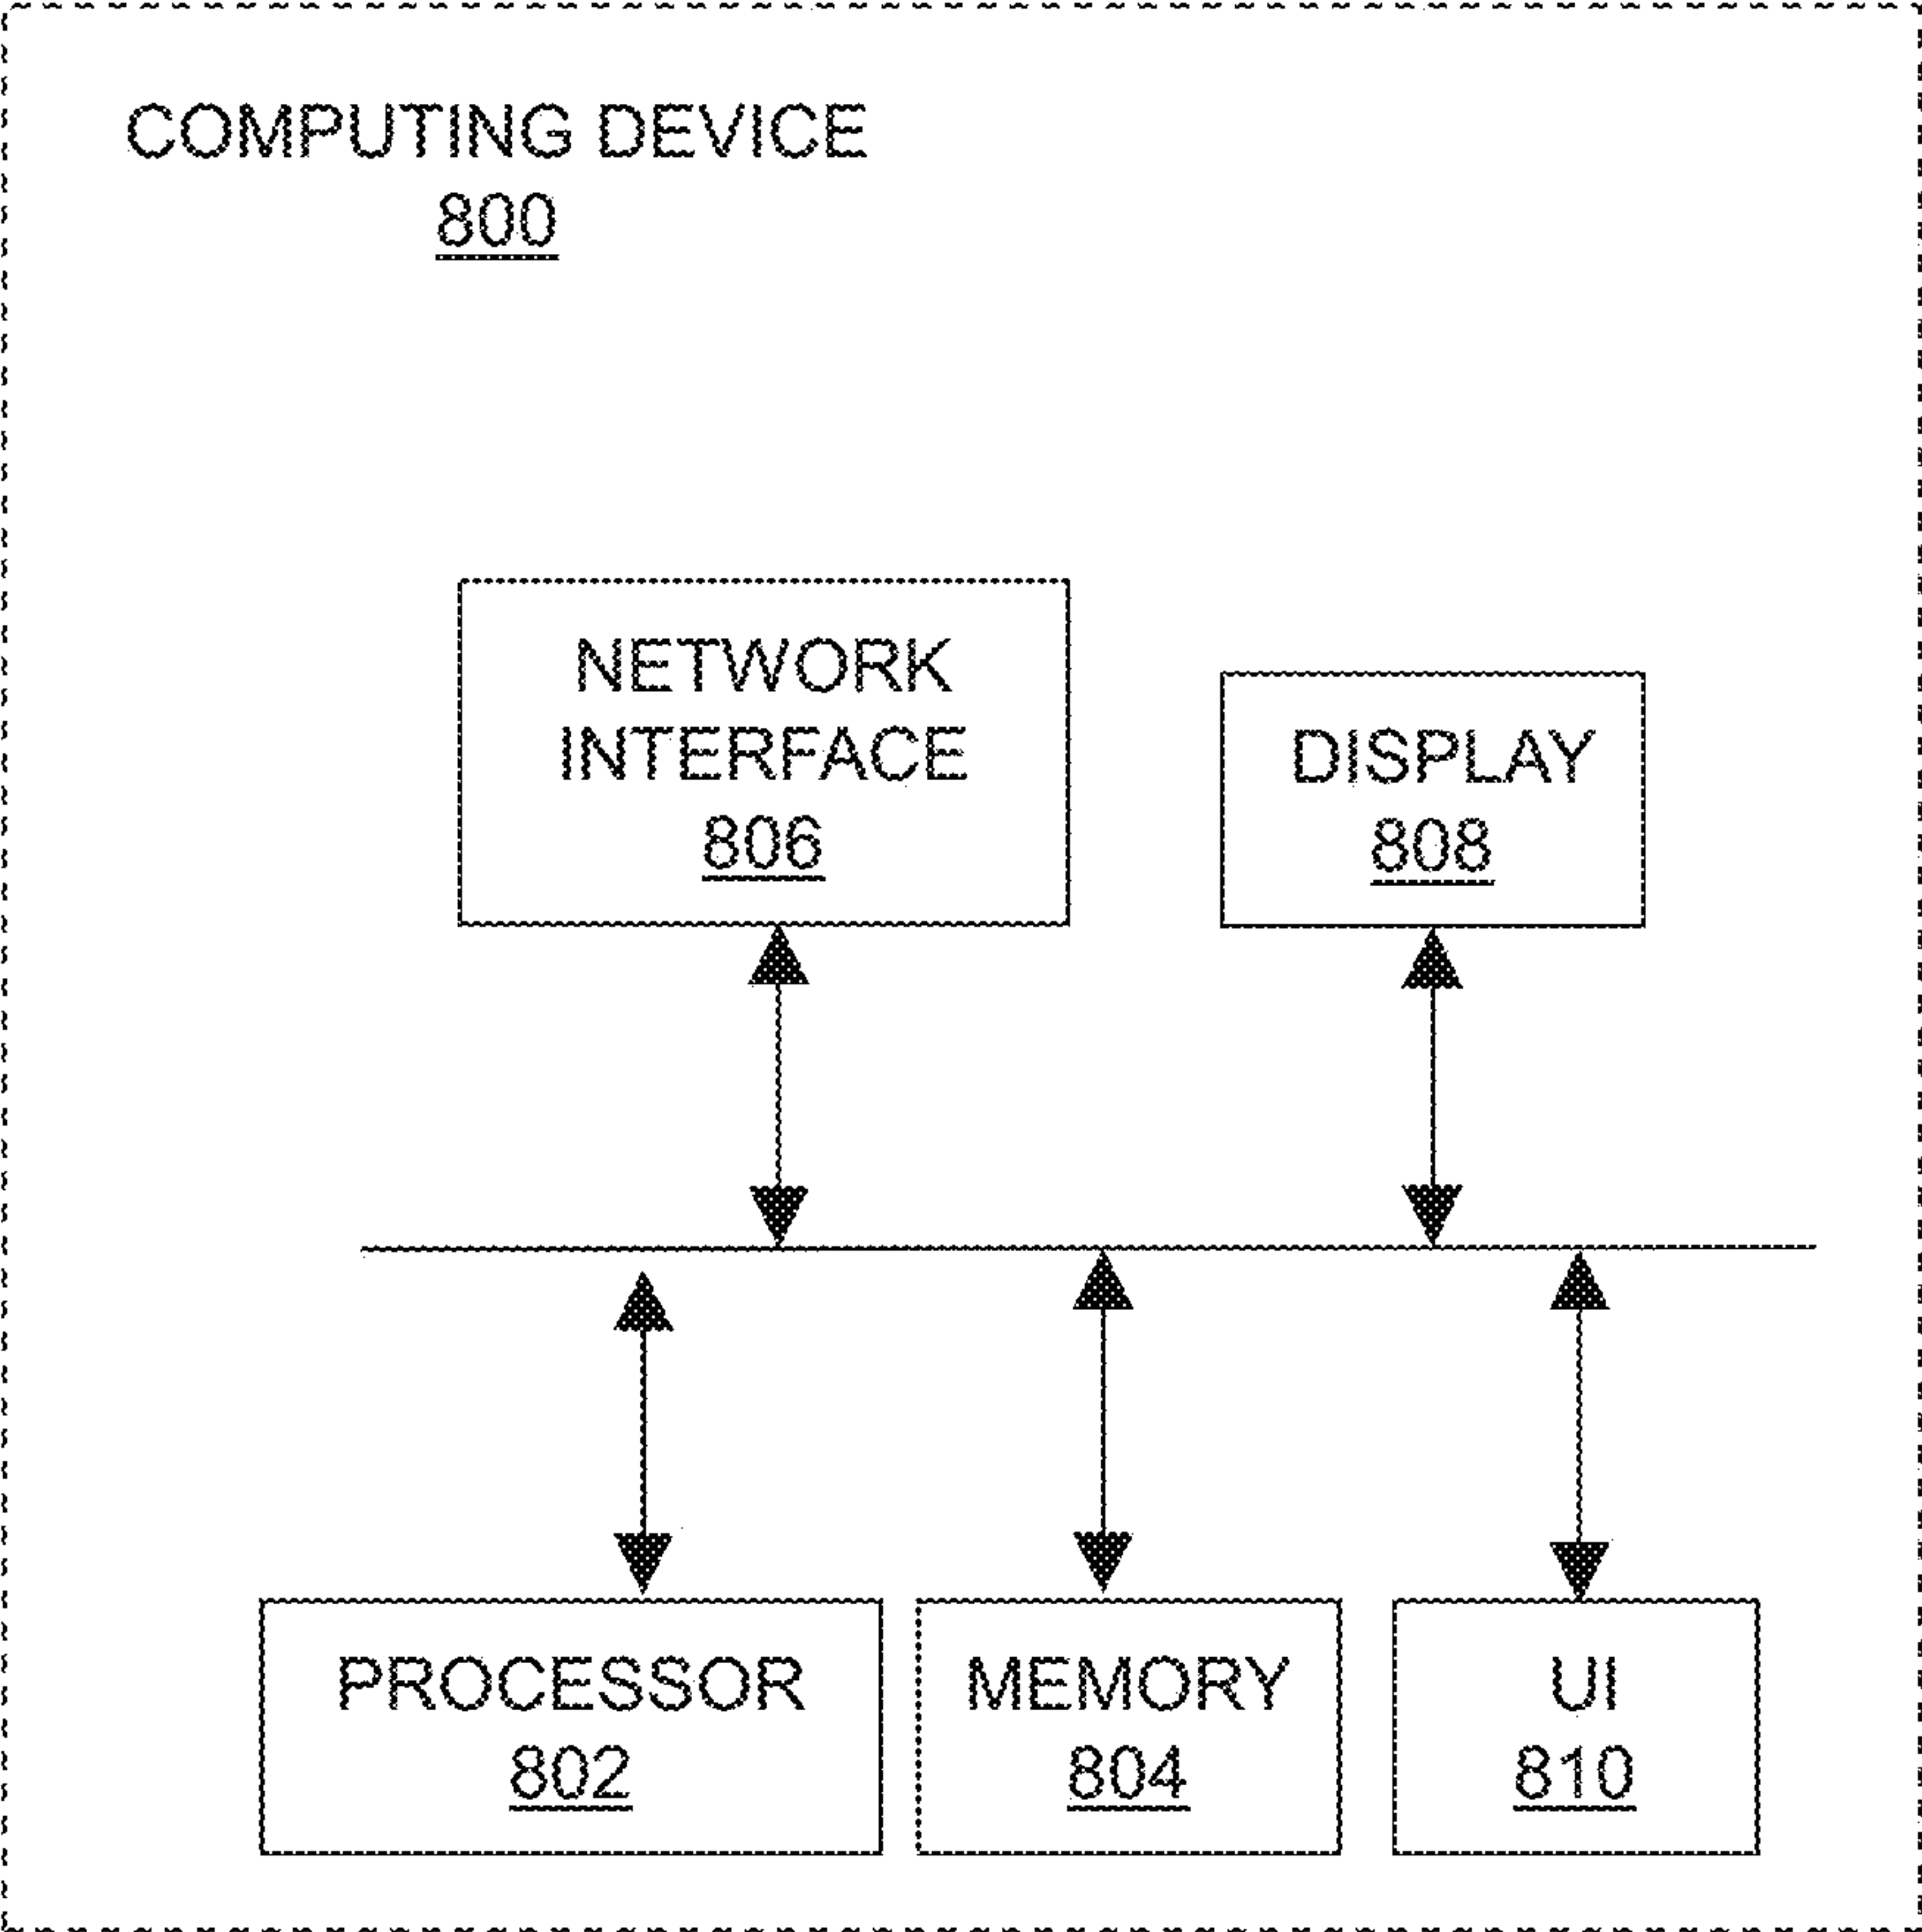 COMPUTING DEVICE
800
NETWORK
INTERFACE
806
DISPLAY
808
PROCESSOR
802
MEMORY
804
UI
810